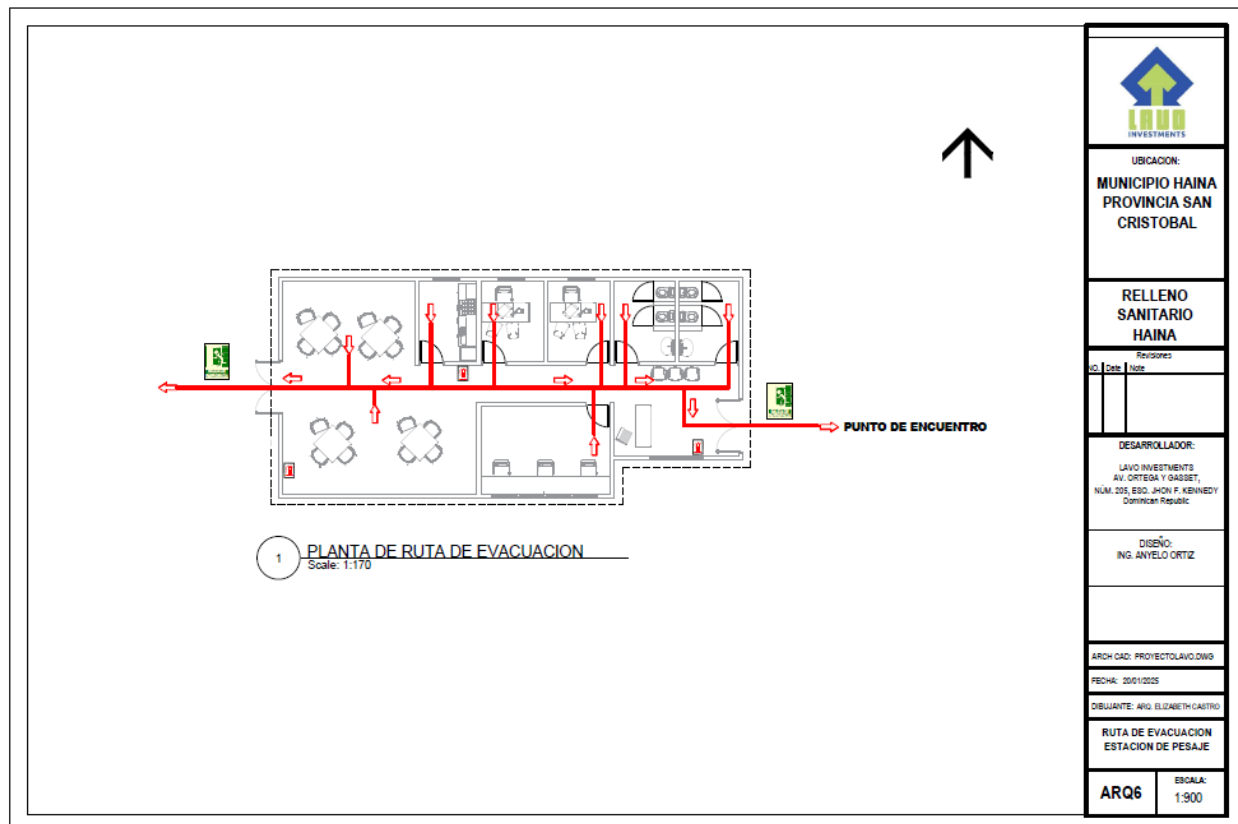 PUNTO DE ENCUENTRO
1
PLANTA DE RUTA DE EVACUACION
Scale: 1:170
LAVO
INVESTMENTS
UBICACION:
MUNICIPIO HAINA
PROVINCIA SAN
CRISTOBAL
RELLENO
SANITARIO
HAINA
Revisiones
NO. Date Note
DESARROLLADOR:
LAVO INVESTMENTS
AV. ORTEGA Y GASSET,
NÚM. 205, ESQ. JHON F. KENNEDY
Dominican Republic
DISEÑO:
ING. ANYELO ORTIZ
ARCH CAD: PROYECTOLAVO.DWG
FECHA: 20/01/2025
DIBUJANTE: ARQ. ELIZABETH CASTRO
RUTA DE EVACUACION
ESTACION DE PESAJE
ARQ6
ESCALA:
1:900